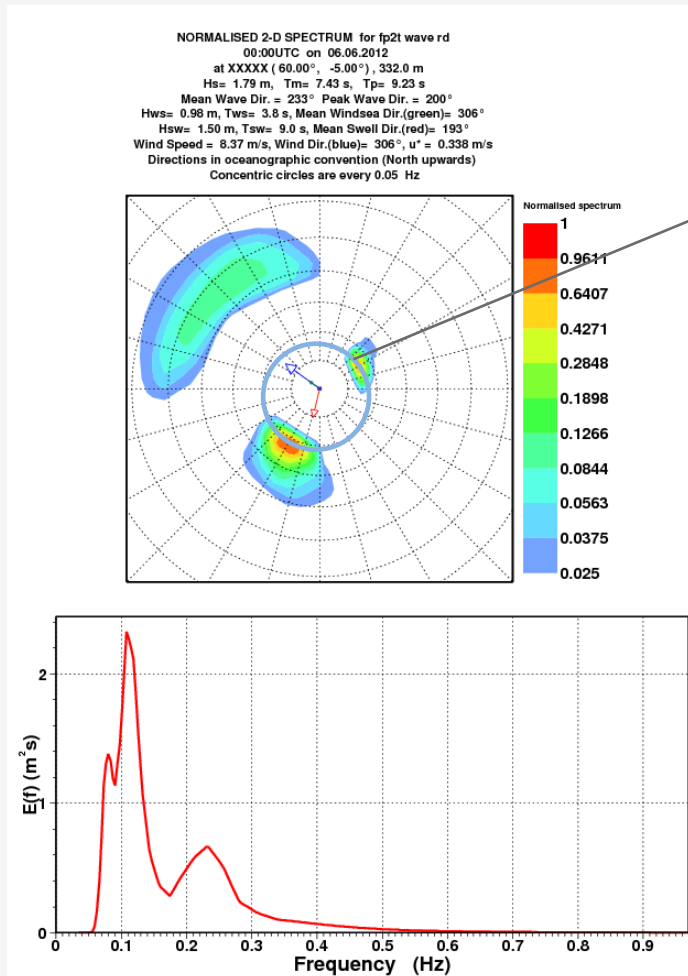 NORMALISED 2-D SPECTRUM for fp2t wave rd
00:00UTC on 06.06.2012
at XXXXX ( 60.00°, -5.00°) , 332.0 m
Hs= 1.79 m, Tm= 7.43 s, Tp= 9.23 s
Mean Wave Dir. = 233° Peak Wave Dir. = 200°
Hws= 0.98 m, Tws= 3.8 s, Mean Windsea Dir.(green)= 306°
Hsw= 1.50 m, Tsw= 9.0 s, Mean Swell Dir.(red)= 193°
Wind Speed = 8.37 m/s, Wind Dir.(blue)= 306°, u* = 0.338 m/s
Directions in oceanographic convention (North upwards)
Concentric circles are every 0.05 Hz
Normalised spectrum
1
0.9611
0.6407
0.4271
0.2848
0.1898
0.1266
0.0844
0.0563
0.0375
0.025
E(f) (m²s)
2
1
0
0 0.1 0.2 0.3 0.4 0.5 0.6 0.7 0.8 0.9
Frequency (Hz)